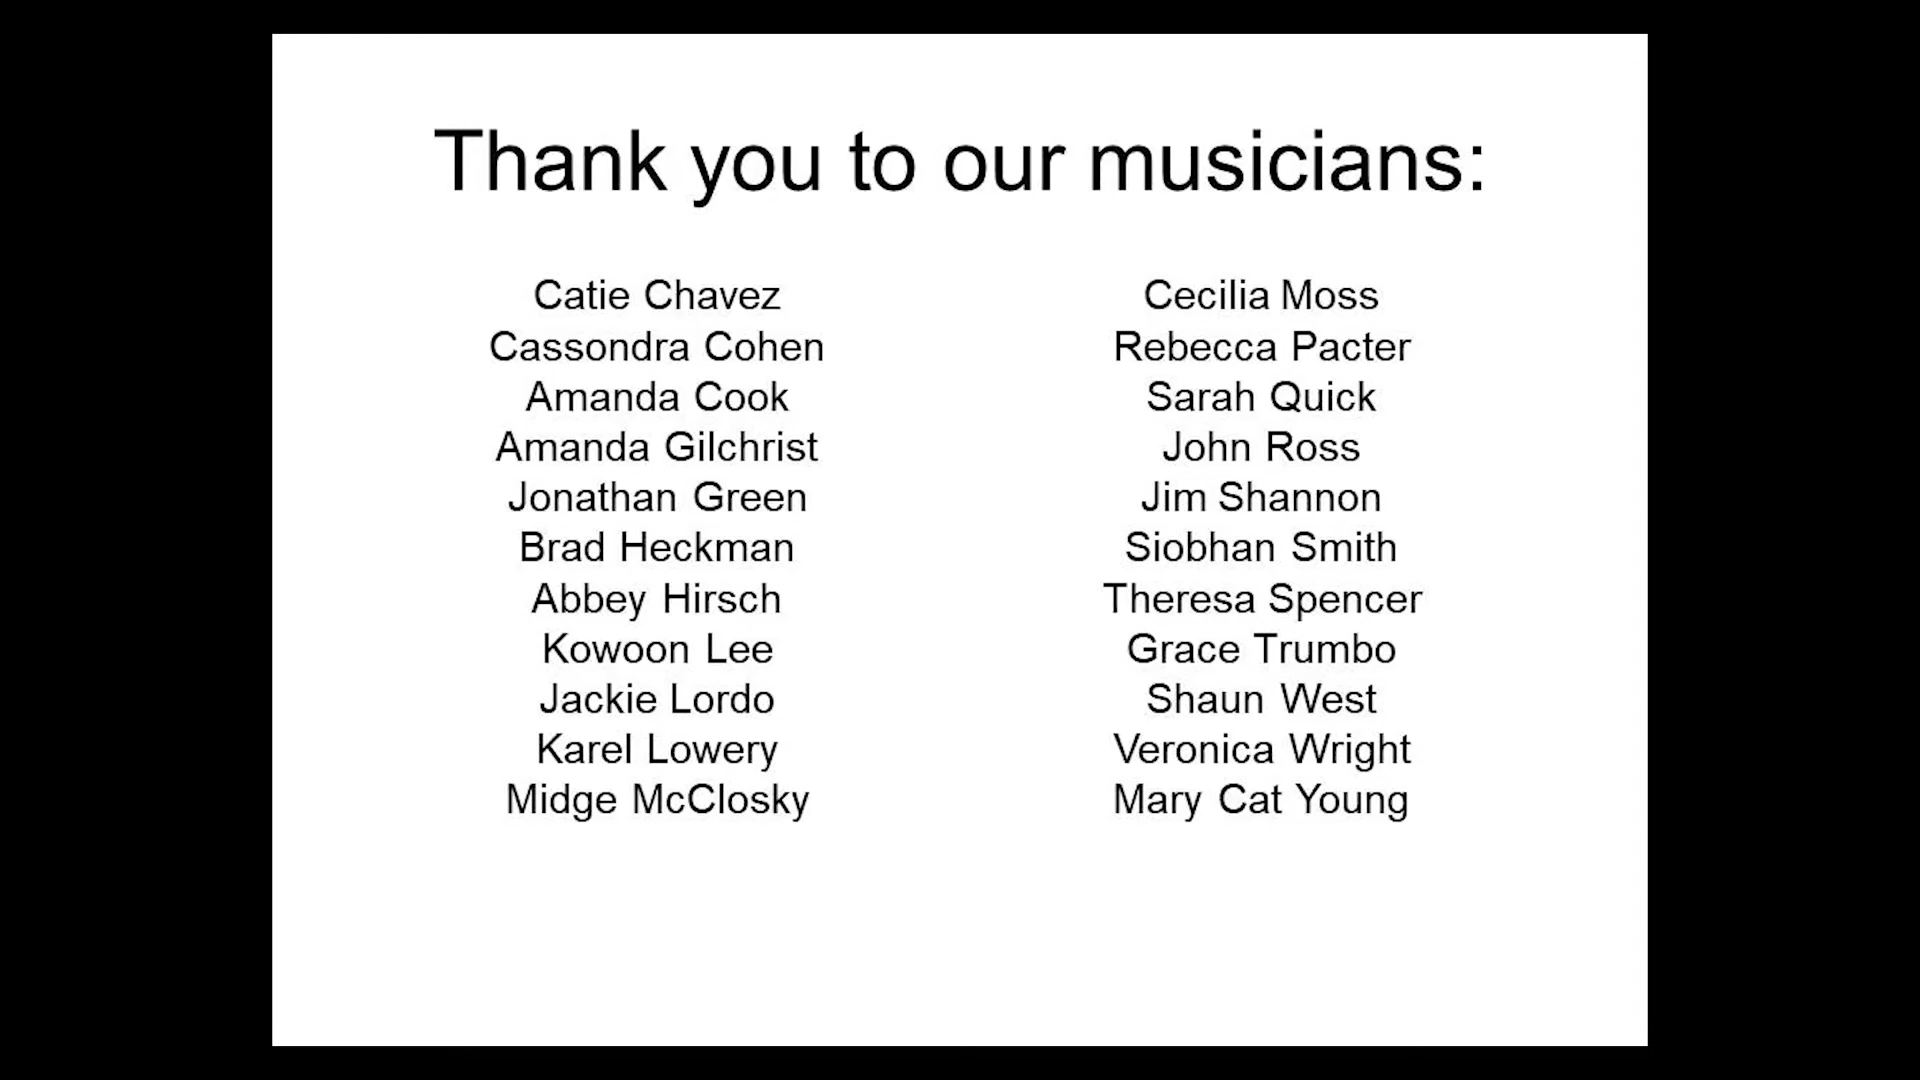 Thank you to our musicians:
Catie Chavez
Cassondra Cohen
Amanda Cook
Amanda Gilchrist
Jonathan Green
Brad Heckman
Abbey Hirsch
Kowoon Lee
Jackie Lordo
Karel Lowery
Midge McClosky
Cecilia Moss
Rebecca Pacter
Sarah Quick
John Ross
Jim Shannon
Siobhan Smith
Theresa Spencer
Grace Trumbo
Shaun West
Veronica Wright
Mary Cat Young